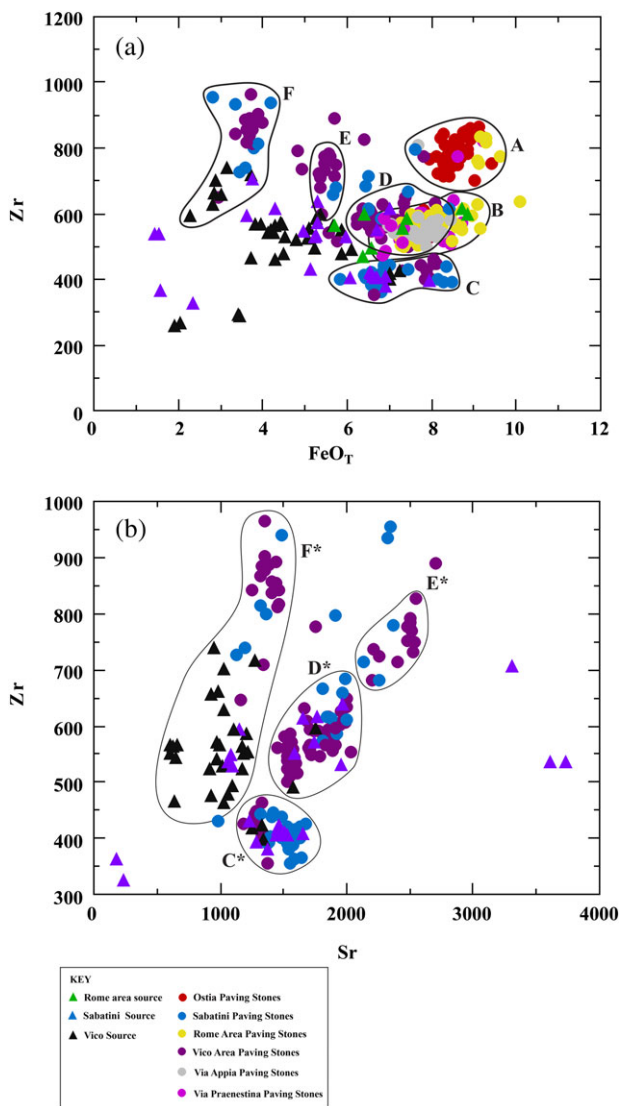 (a)
1200
1000
800
600
400
200
0
Zr
F
E
D
A
B
C
0 2 4 6 8 10 12
FeO_T
(b)
1000
900
800
700
600
500
400
300
Zr
F*
E*
D*
C*
0 1000 2000 3000 4000
Sr
KEY
Rome area source
Sabatini Source
Vico Source
Ostia Paving Stones
Sabatini Paving Stones
Rome Area Paving Stones
Vico Area Paving Stones
Via Appia Paving Stones
Via Praenestina Paving Stones